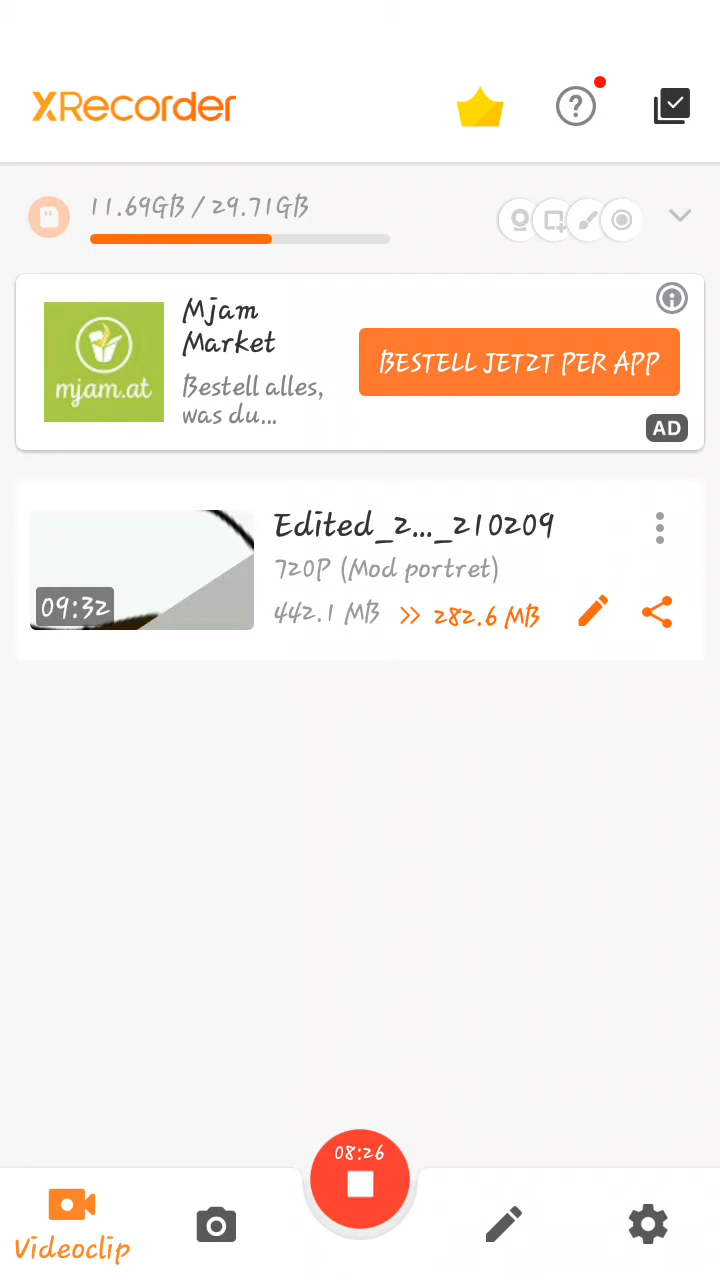 XRecorder
11.69GB / 29.71GB
Mjam
Market
Bestell alles,
was du...
BESTELL JETZT PER APP
mjam.at
AD
Edited_2..._210209
720P (Mod portret)
442.1 MB >> 282.6 MB
09:32
08:26
Videoclip